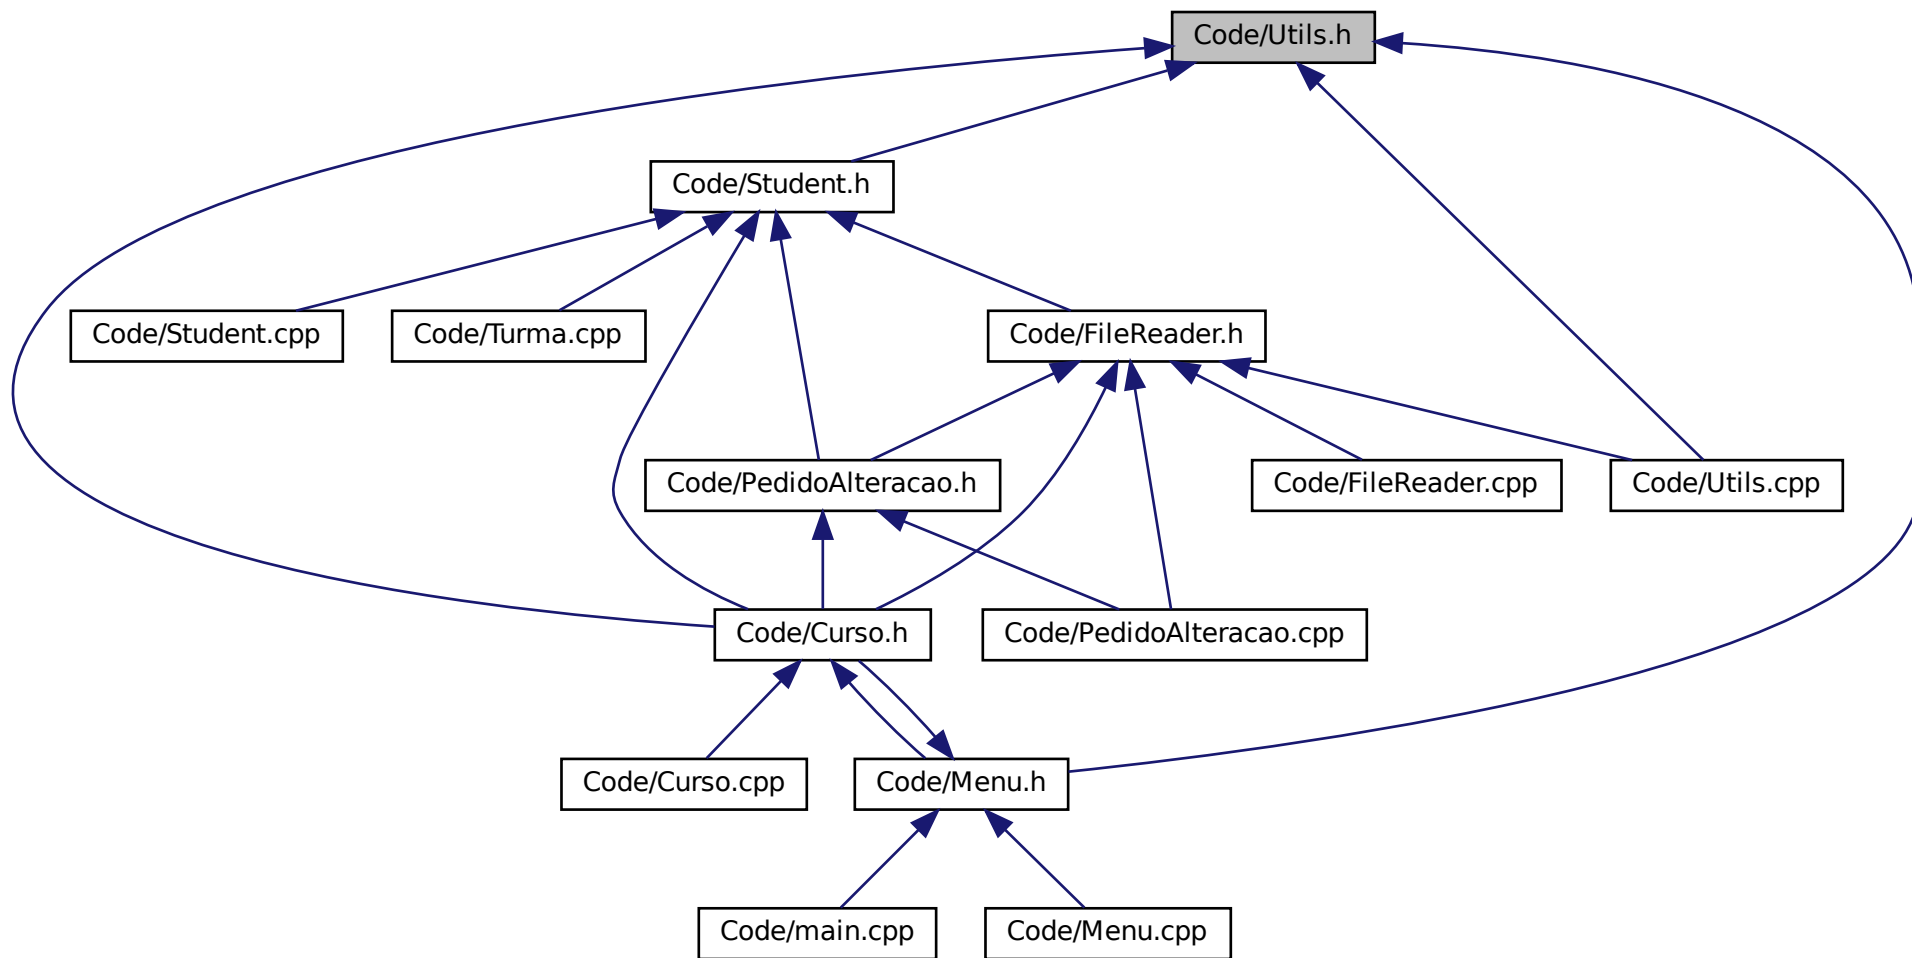 Code/Utils.h
Code/Student.h
Code/Student.cpp
Code/Turma.cpp
Code/FileReader.h
Code/PedidoAlteracao.h
Code/FileReader.cpp
Code/Utils.cpp
Code/Curso.h
Code/PedidoAlteracao.cpp
Code/Curso.cpp
Code/Menu.h
Code/main.cpp
Code/Menu.cpp